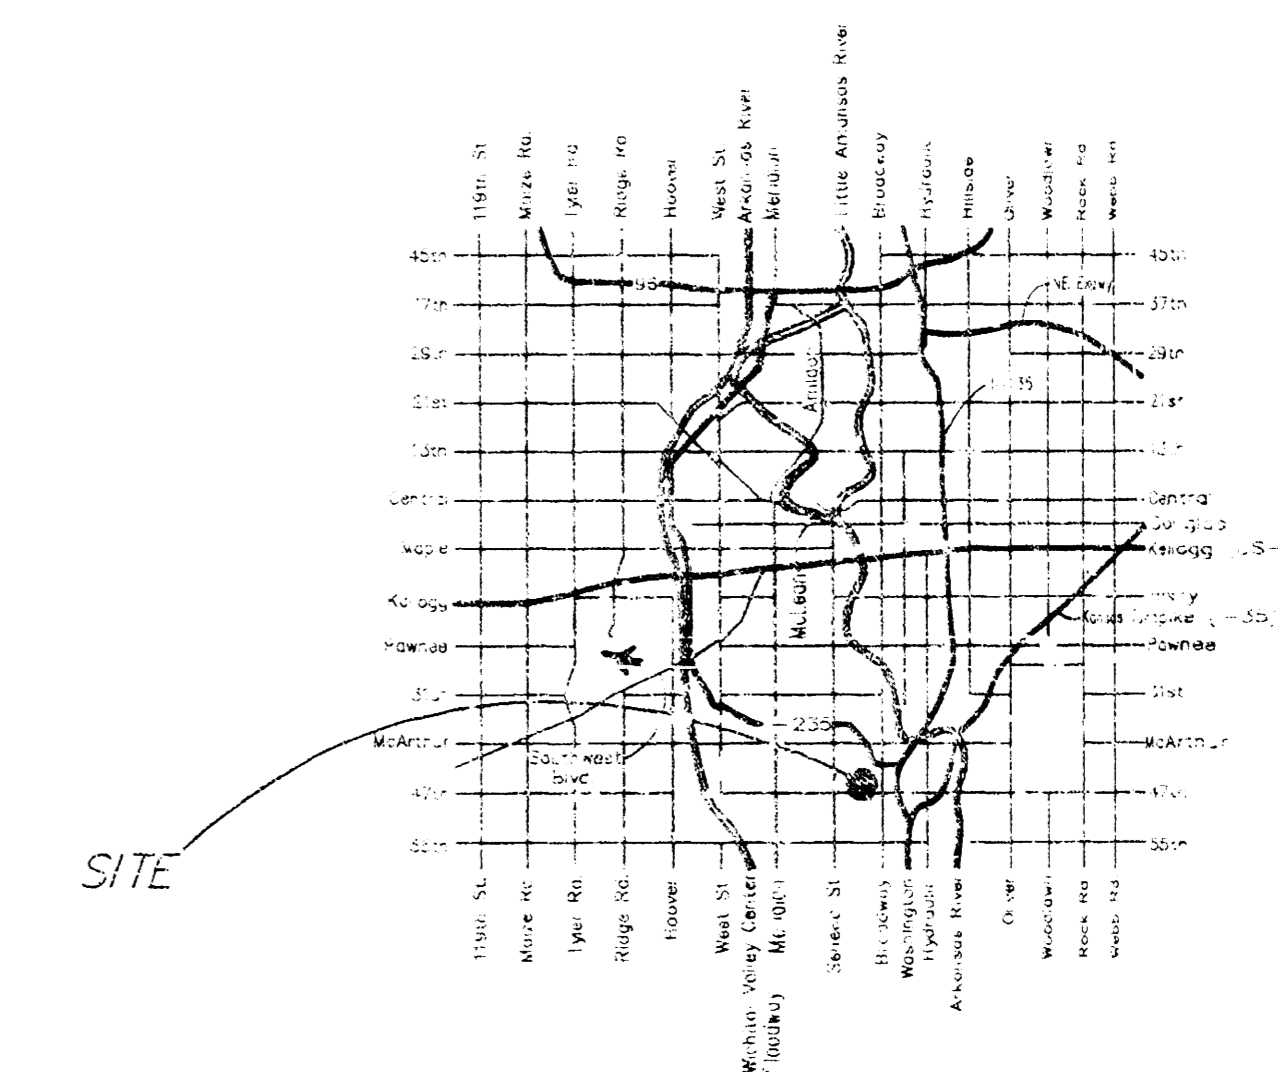 119th St
Maize Rd.
Tyler Rd
Ridge Rd
Hoover
West St
Arkansas River
Meridian
Little Arkansas River
Broadway
Hydraulic
Hillside
Oliver
Woodlawn
Rock Rd
Webb Rd
45th
45th
96
37th
37th
NE. Expwy
29th
29th
Amidon
I-135
21st
21st
13th
13th
Central
Central
Douglas
Maple
Kellogg (US-
McLean
Kellogg
Kansas Turnpike (I-35)
Pawnee
Pawnee
31st
31st
235
McArthur
McArthur
Southwest
Blvd.
47th
47th
55th
55th
SITE
119th St.
Maize Rd
Tyler Rd.
Ridge Rd.
Hoover
West St
Wichita Valley Center
Floodway
Meridian
Seneca St
Broadway
Washington
Hydraulic
Arkansas River
Oliver
Woodlawn
Rock Rd
Webb Rd